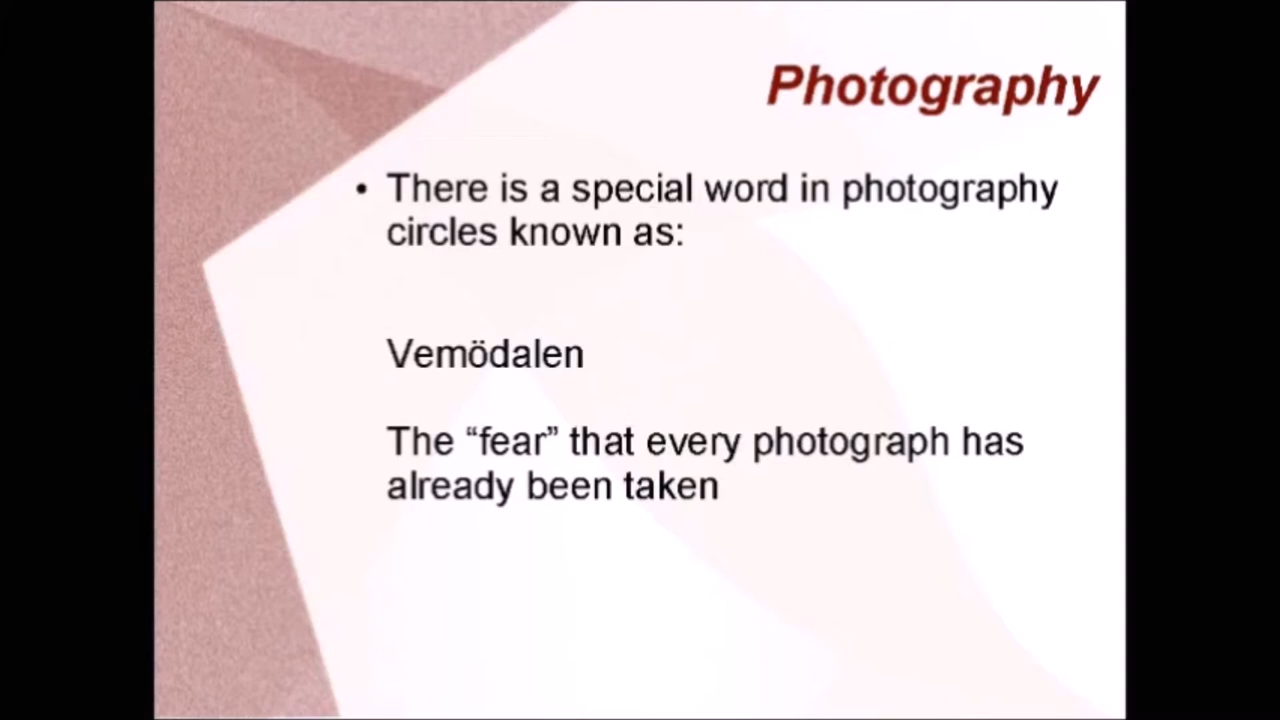 Photography
• There is a special word in photography
circles known as:
Vemödalen
The “fear” that every photograph has
already been taken